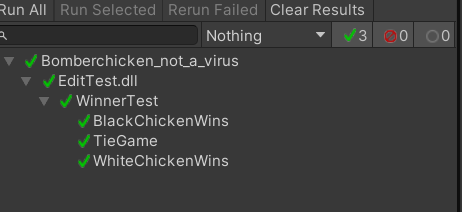 Run All Run Selected Rerun Failed Clear Results
Nothing 3 0 0
Bomberchicken_not_a_virus
EditTest.dll
WinnerTest
BlackChickenWins
TieGame
WhiteChickenWins